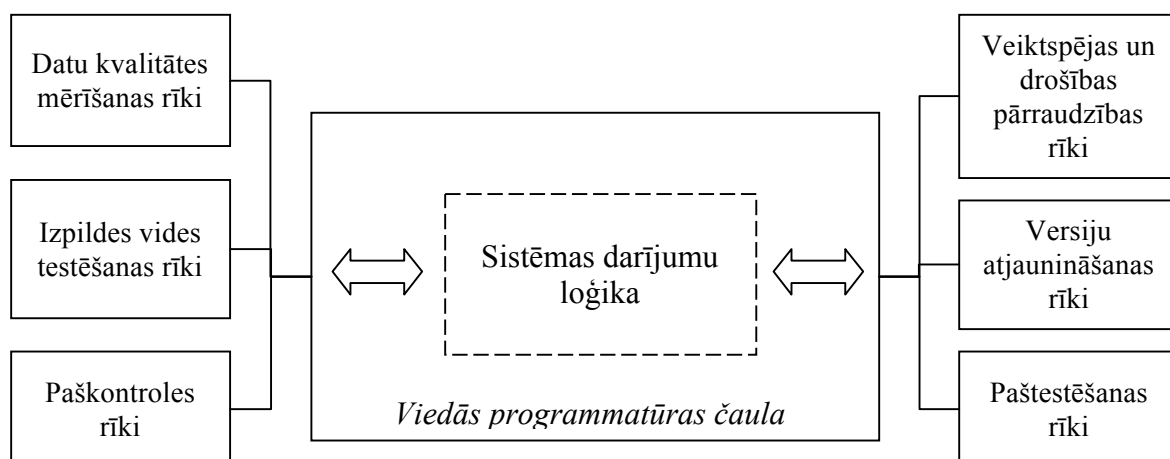 Datu kvalitātes
mērīšanas rīki
Izpildes vides
testēšanas rīki
Paškontroles
rīki
Sistēmas darījumu
loģika
Viedās programmatūras čaula
Veiktspējas un
drošības
pārraudzības
rīki
Versiju
atjaunināšanas
rīki
Paštestēšanas
rīki